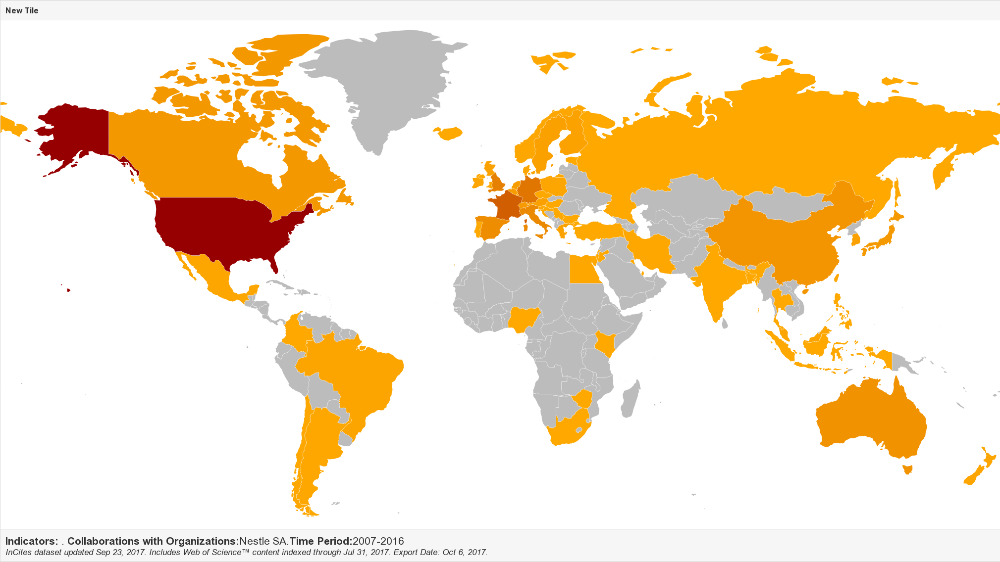 New Tile
Indicators: . Collaborations with Organizations:Nestle SA.Time Period:2007-2016
InCites dataset updated Sep 23, 2017. Includes Web of Science™ content indexed through Jul 31, 2017. Export Date: Oct 6, 2017.